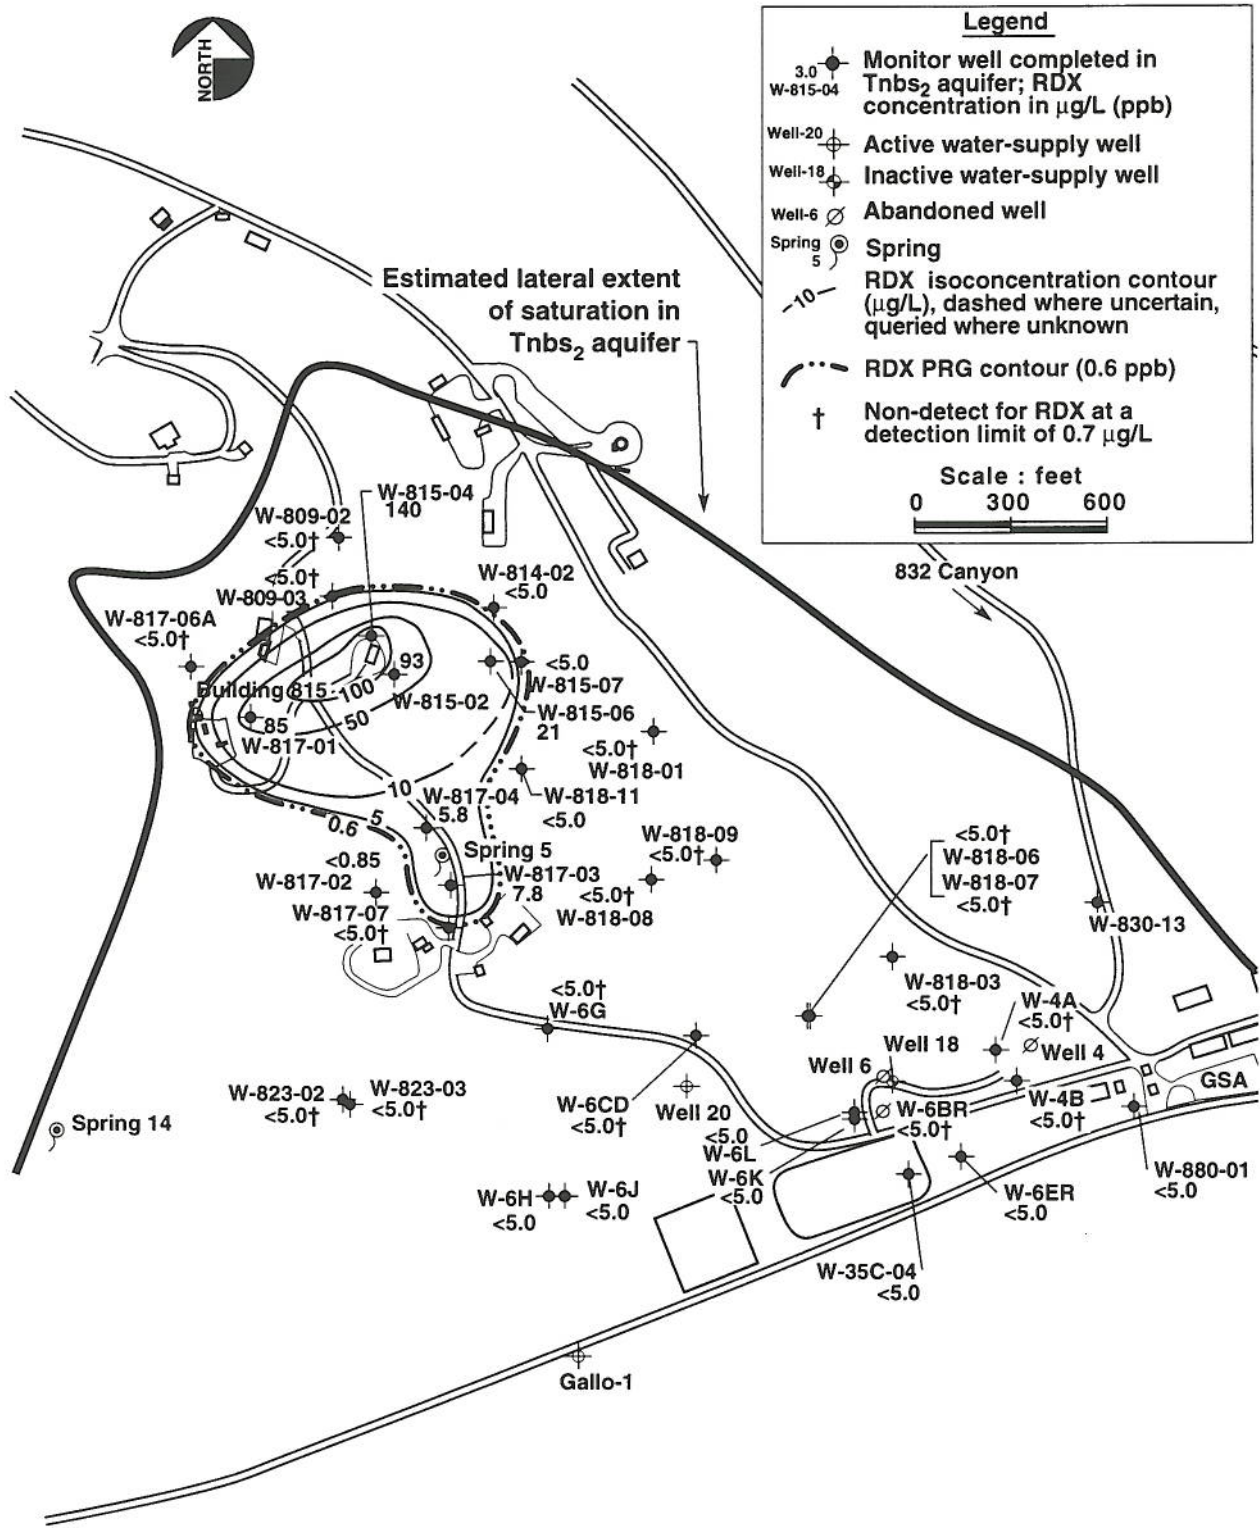 NORTH
Legend
3.0
W-815-04
Monitor well completed in
Tnbs2 aquifer; RDX
concentration in µg/L (ppb)
Well-20
Active water-supply well
Well-18
Inactive water-supply well
Well-6
Abandoned well
Spring
5
Spring
-10-
RDX isoconcentration contour
(µg/L), dashed where uncertain,
queried where unknown
RDX PRG contour (0.6 ppb)
†
Non-detect for RDX at a
detection limit of 0.7 µg/L
Scale : feet
0 300 600
Estimated lateral extent
of saturation in
Tnbs2 aquifer
832 Canyon
W-815-04
140
W-809-02
<5.0†
<5.0†
W-809-03
W-814-02
<5.0
W-817-06A
<5.0†
<5.0
W-815-07
93
W-815-02
Building 815
100
50
85
W-817-01
W-815-06
21
<5.0†
W-818-01
10
W-817-04
5.8
W-818-11
<5.0
5
0.6
Spring 5
W-818-09
<5.0†
<0.85
W-817-02
W-817-03
7.8
<5.0†
W-818-08
W-817-07
<5.0†
<5.0†
W-818-06
W-818-07
<5.0†
W-830-13
W-818-03
<5.0†
<5.0†
W-6G
W-4A
<5.0†
Well 4
Well 18
Well 6
GSA
W-823-02
<5.0†
W-823-03
<5.0†
Spring 14
W-6CD
<5.0†
Well 20
W-6BR
<5.0†
W-4B
<5.0†
<5.0
W-6L
W-6K
<5.0
W-880-01
<5.0
W-6H
<5.0
W-6J
<5.0
W-6ER
<5.0
W-35C-04
<5.0
Gallo-1